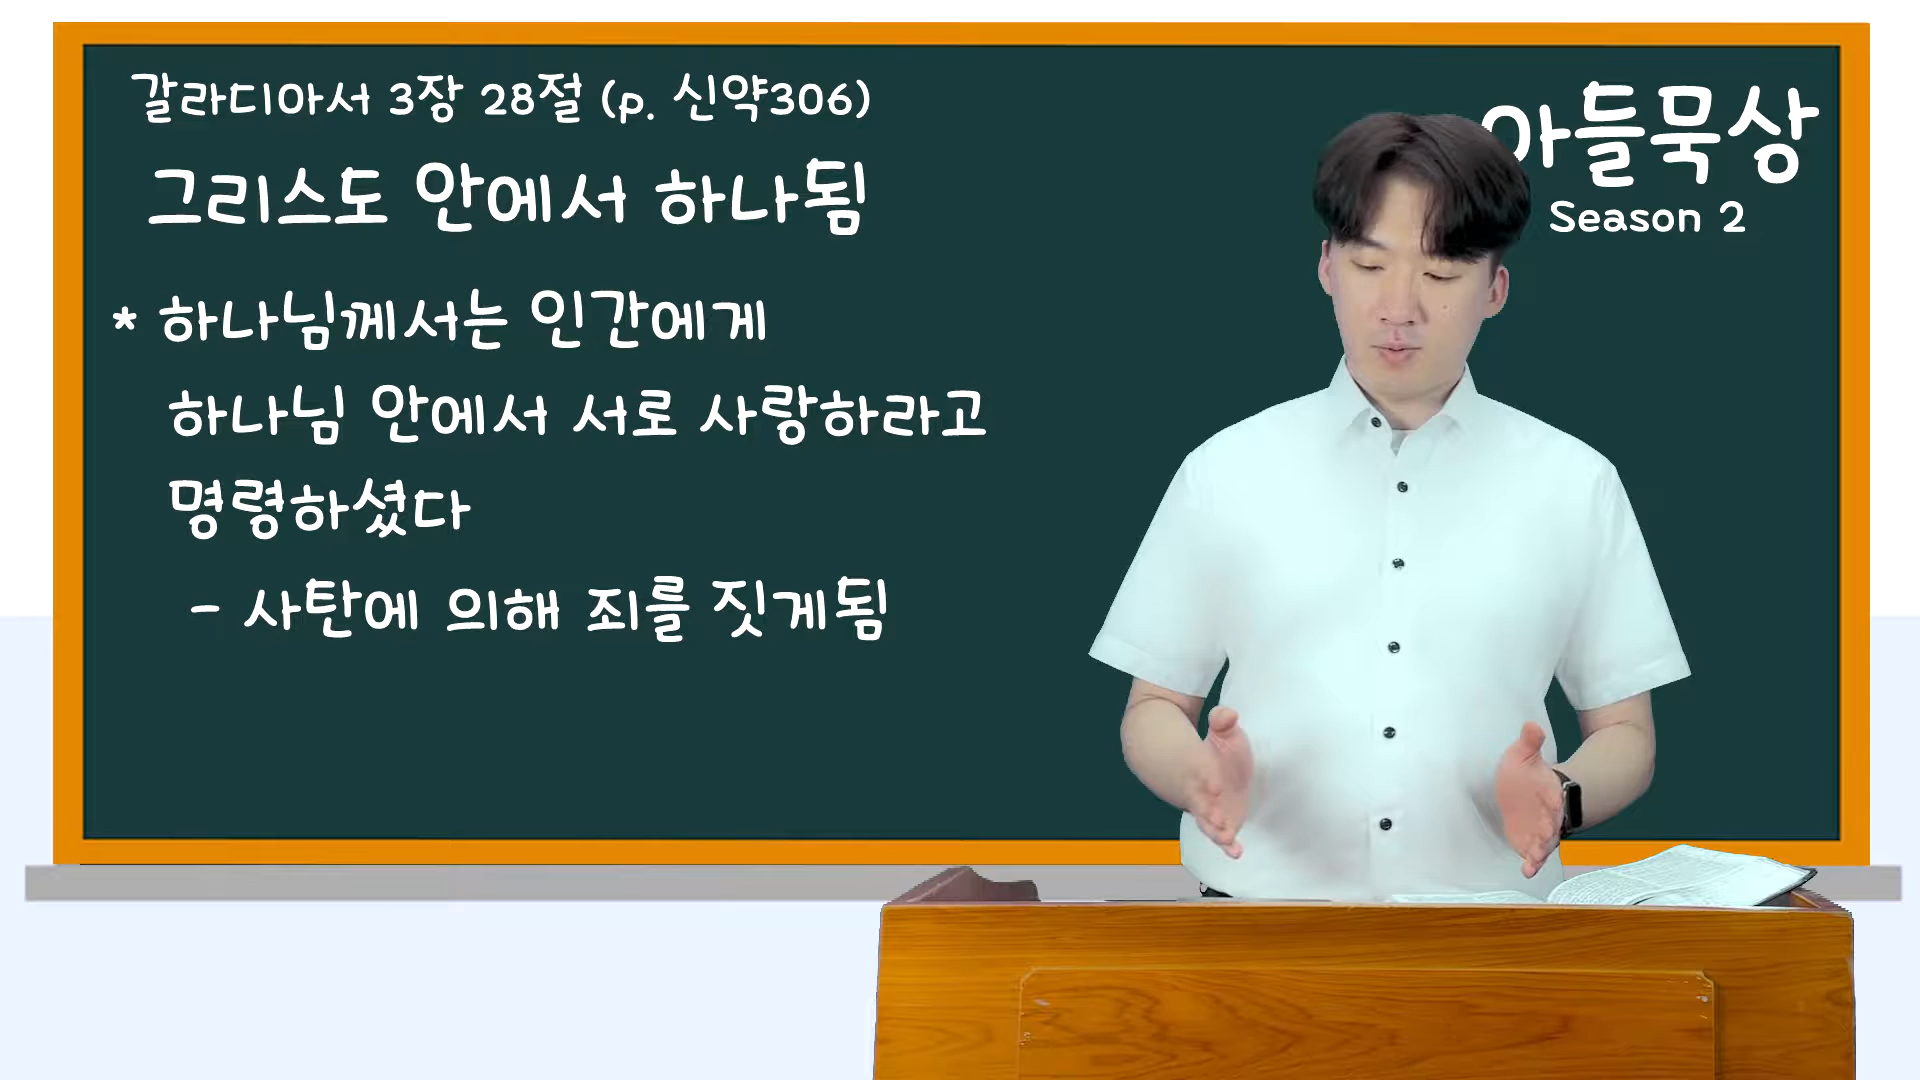 갈라디아서 3장 28절 (p. 신약306)
그리스도 안에서 하나됨
* 하나님께서는 인간에게
하나님 안에서 서로 사랑하라고
명령하셨다
- 사탄에 의해 죄를 짓게됨
아들묵상
Season 2